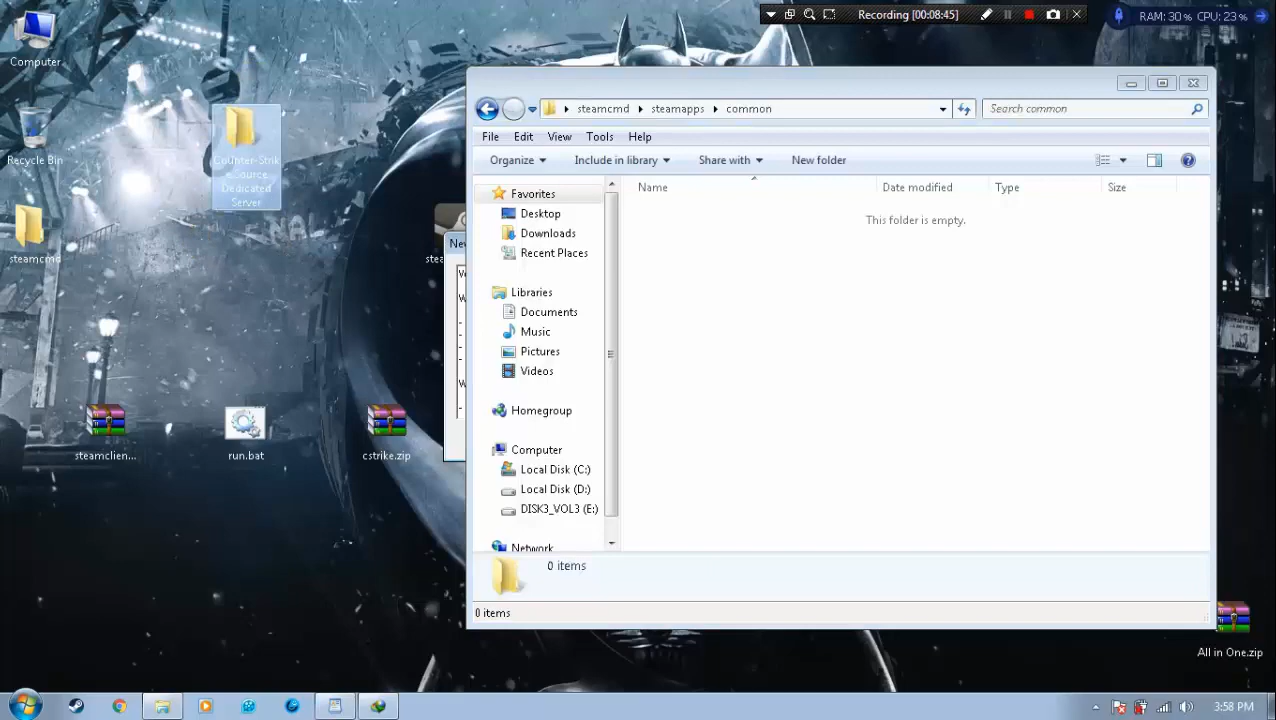 Recording [00:08:45]
RAM: 30 % CPU: 23 %
Computer
Recycle Bin
steamcmd
Counter-Strik
e...ource
Dedicated
Server
steamclien...
run.bat
cstrike.zip
stea
Ne
steamcmd steamapps common
Search common
File Edit View Tools Help
Organize Include in library Share with New folder
Name Date modified Type Size
This folder is empty.
Favorites
Desktop
Downloads
Recent Places
Libraries
Documents
Music
Pictures
Videos
Homegroup
Computer
Local Disk (C:)
Local Disk (D:)
DISK3_VOL3 (E:)
Network
0 items
0 items
All in One.zip
3:58 PM